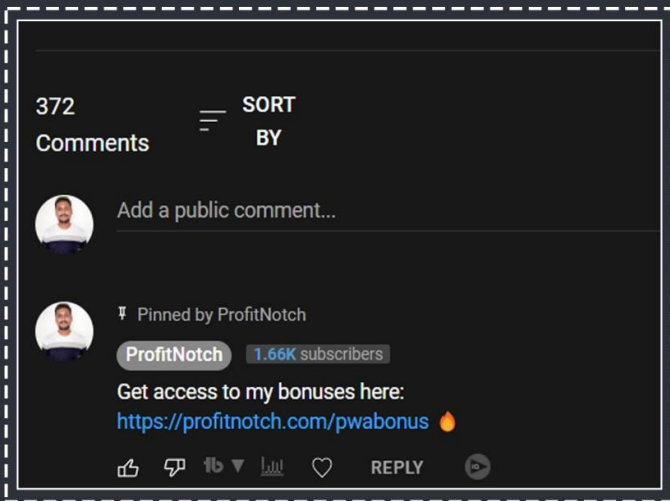 372
Comments
SORT
BY
Add a public comment...
Pinned by ProfitNotch
ProfitNotch 1.66K subscribers
Get access to my bonuses here:
https://profitnotch.com/pwabonus 🔥
REPLY